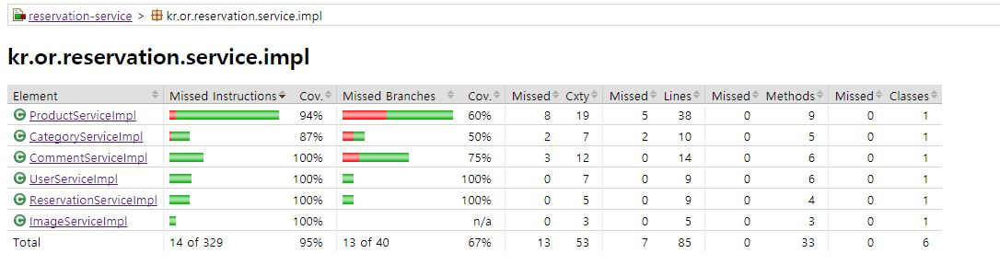 reservation-service > kr.or.reservation.service.impl
kr.or.reservation.service.impl
Element Missed Instructions Cov. Missed Branches Cov. Missed Cxty Missed Lines Missed Methods Missed Classes
C ProductServiceImpl 94% 60% 8 19 5 38 0 9 0 1
C CategoryServiceImpl 87% 50% 2 7 2 10 0 5 0 1
C CommentServiceImpl 100% 75% 3 12 0 14 0 6 0 1
C UserServiceImpl 100% 100% 0 7 0 9 0 6 0 1
C ReservationServiceImpl 100% 100% 0 5 0 9 0 4 0 1
C ImageServiceImpl 100% n/a 0 3 0 5 0 3 0 1
Total 14 of 329 95% 13 of 40 67% 13 53 7 85 0 33 0 6